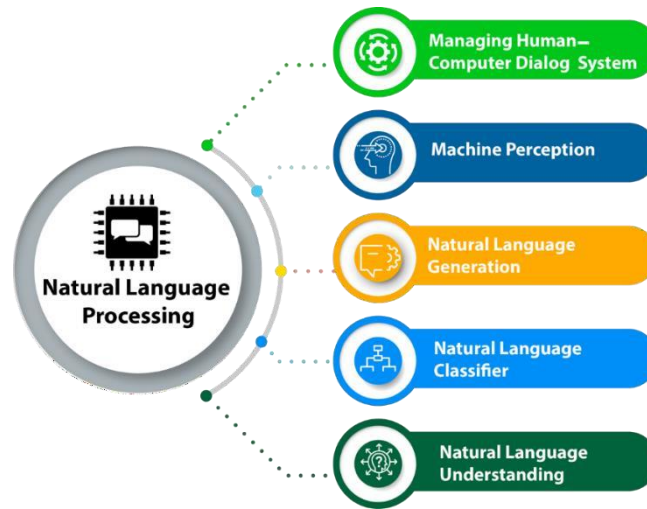 Natural Language
Processing
Managing Human–
Computer Dialog System
Machine Perception
Natural Language
Generation
Natural Language
Classifier
Natural Language
Understanding